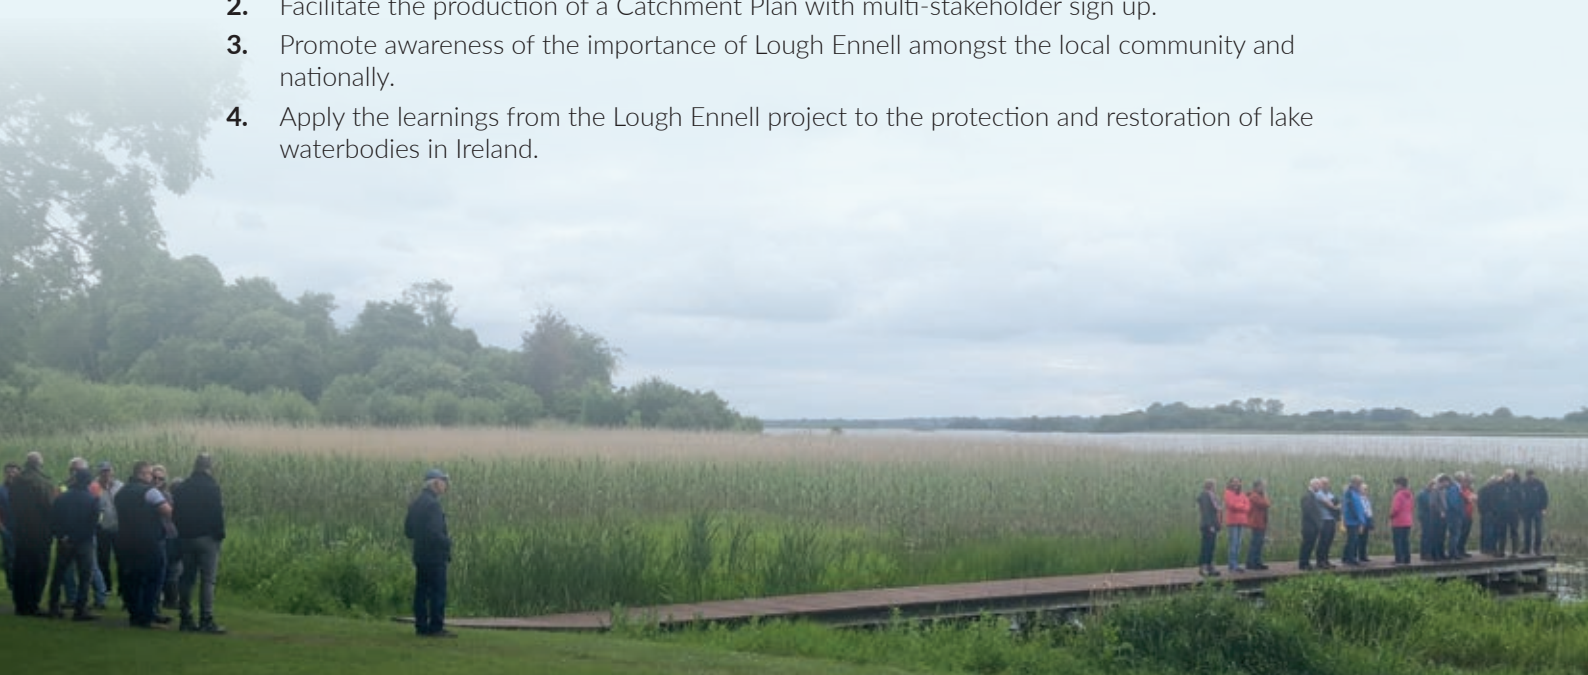 2. Facilitate the production of a Catchment Plan with multi-stakeholder sign up.
3. Promote awareness of the importance of Lough Ennell amongst the local community and
nationally.
4. Apply the learnings from the Lough Ennell project to the protection and restoration of lake
waterbodies in Ireland.